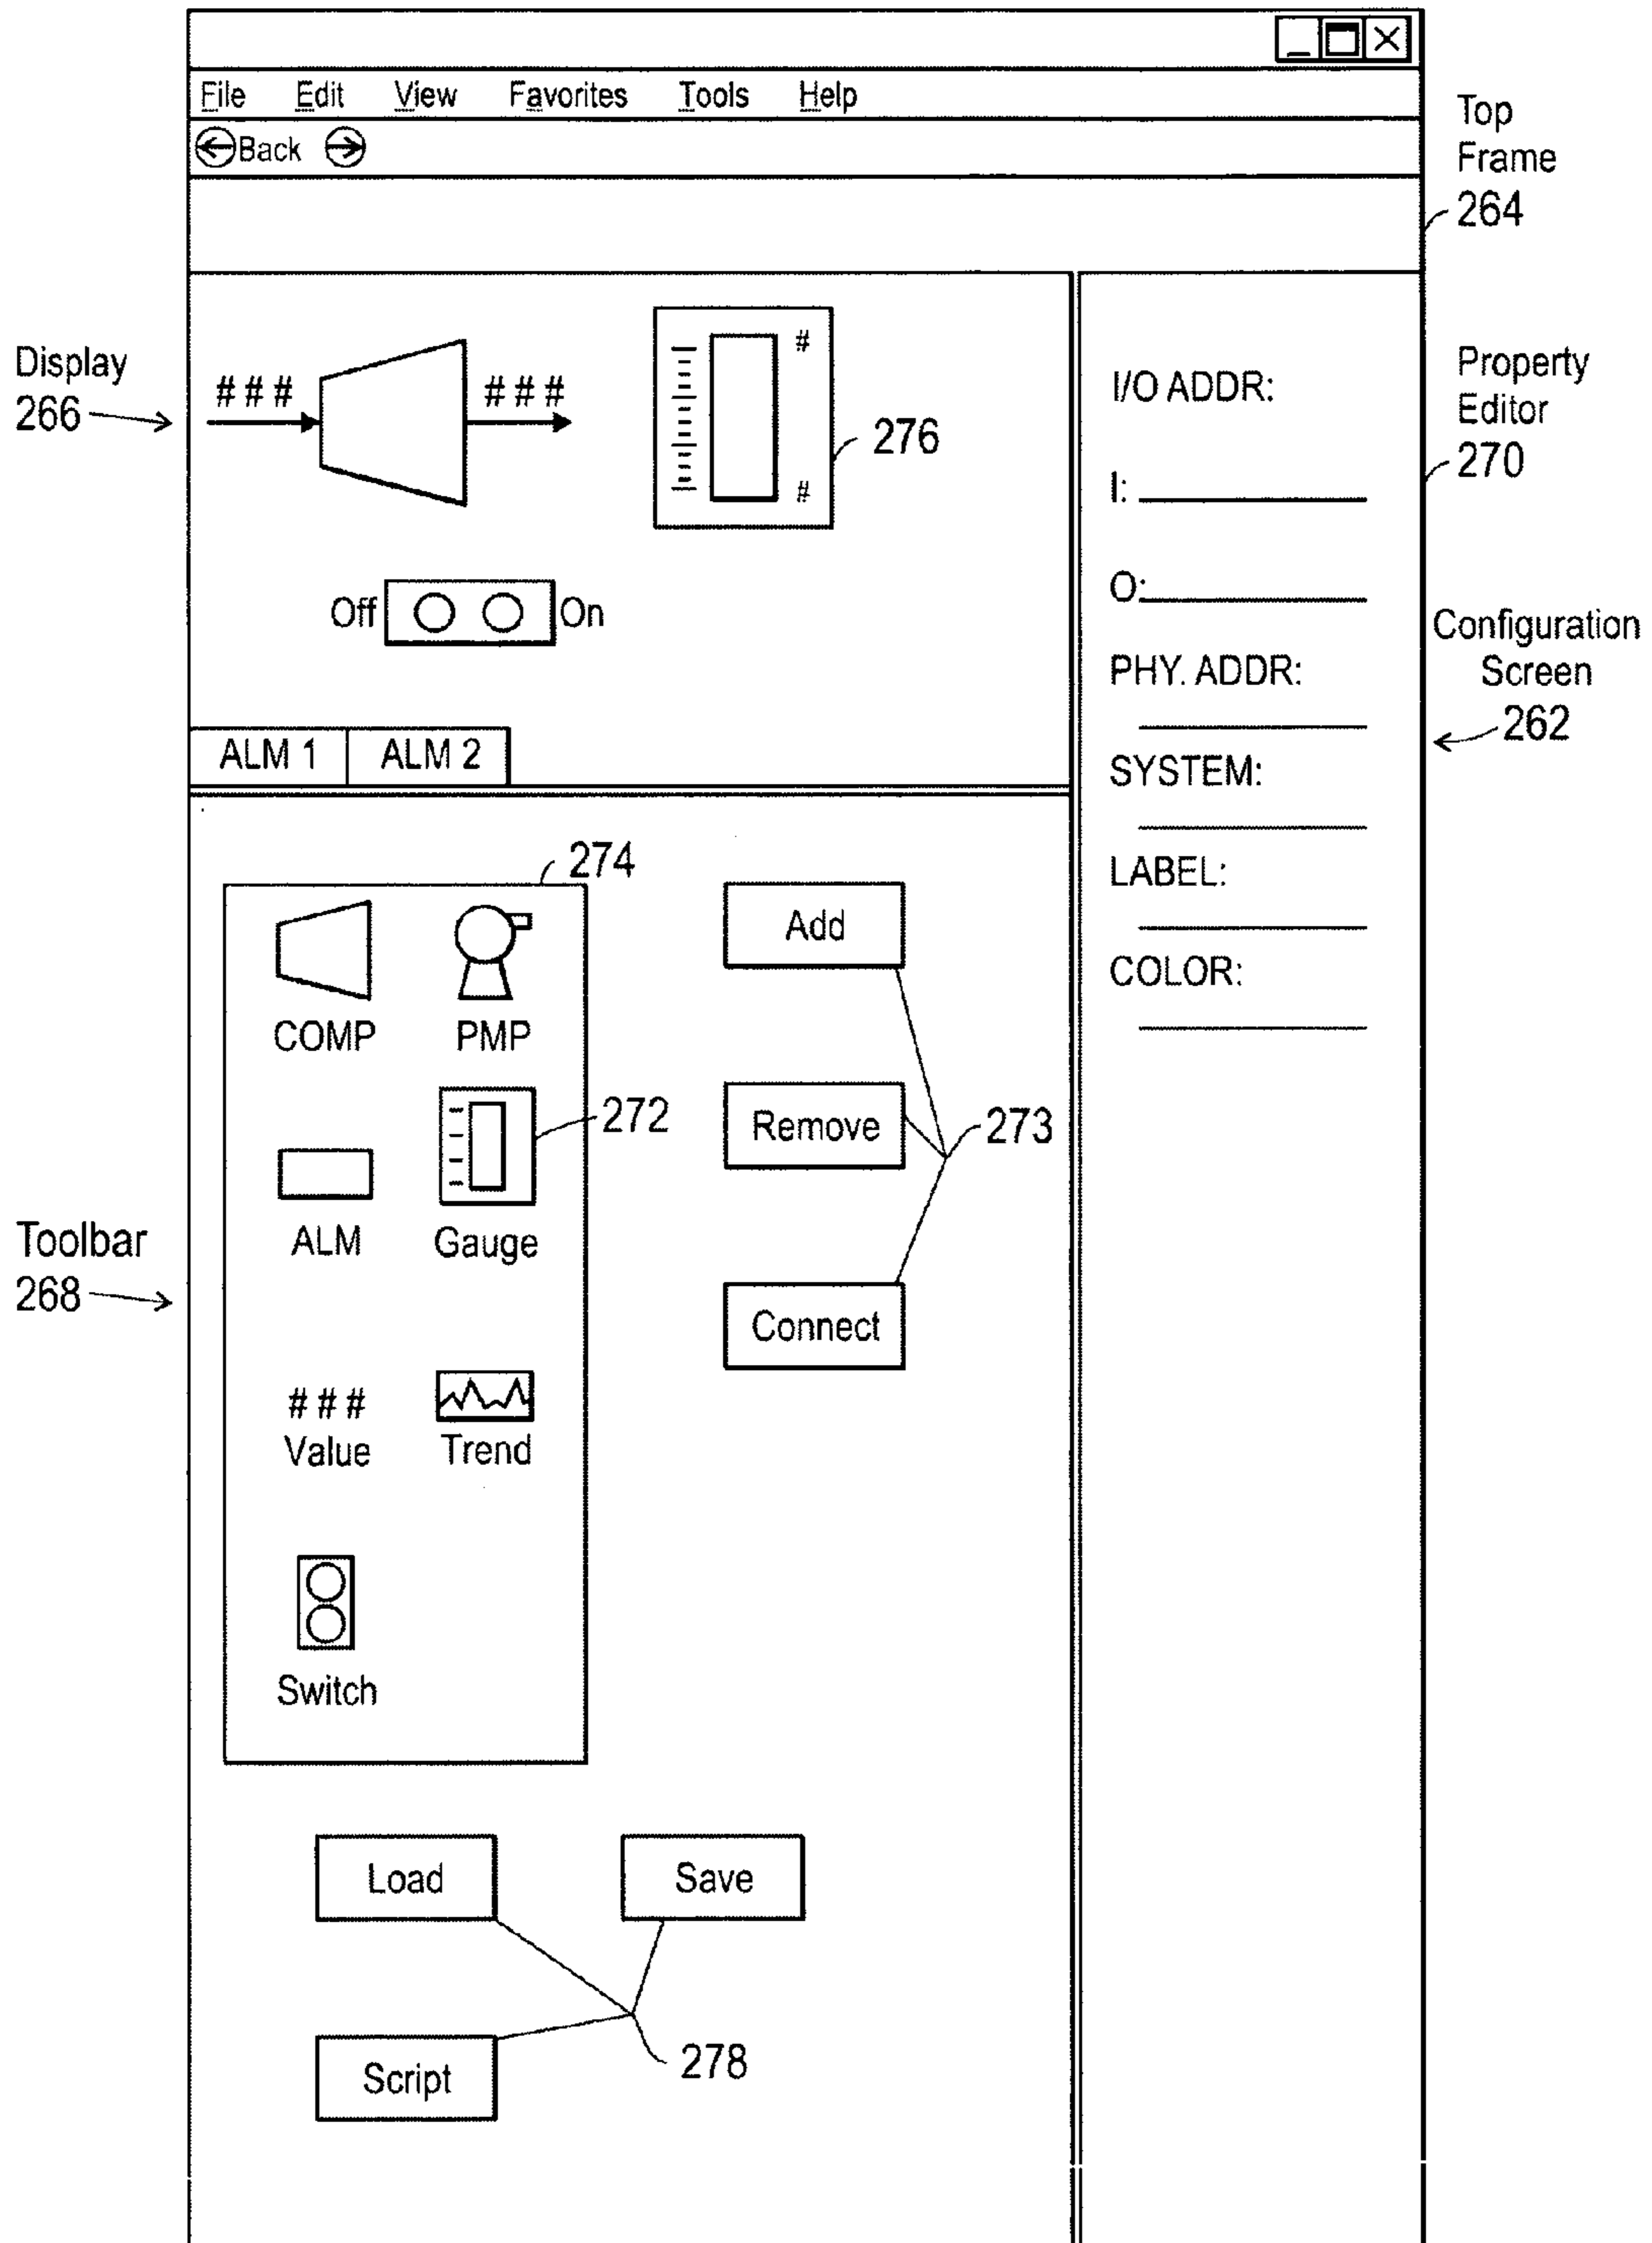 File Edit View Favorites Tools Help
Back
Top
Frame
264
Display
266
# # #
# # #
#
#
276
Off
On
ALM 1
ALM 2
I/O ADDR:
I:
O:
PHY. ADDR:
SYSTEM:
LABEL:
COLOR:
Property
Editor
270
Configuration
Screen
262
Toolbar
268
274
COMP
PMP
272
ALM
Gauge
# # #
Value
Trend
Switch
Add
Remove
Connect
273
Load
Save
Script
278